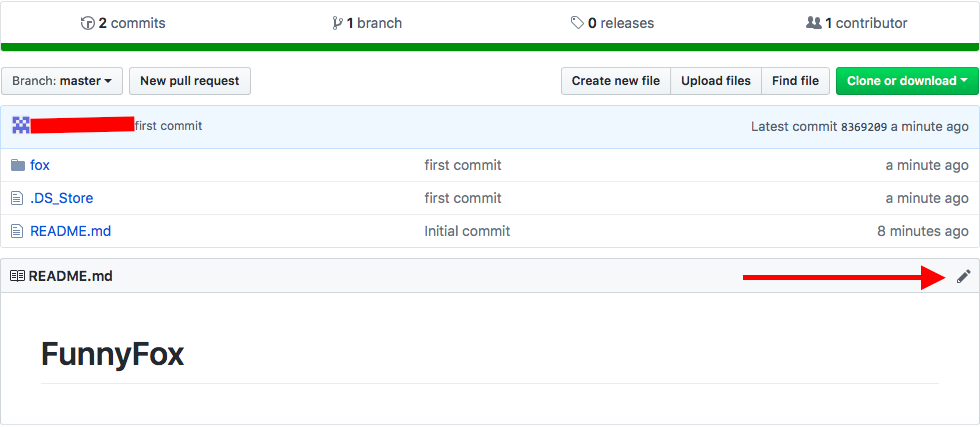 2 commits 1 branch 0 releases 1 contributor
Branch: master New pull request Create new file Upload files Find file Clone or download
first commit Latest commit 8369209 a minute ago
fox first commit a minute ago
.DS_Store first commit a minute ago
README.md Initial commit 8 minutes ago
README.md
FunnyFox